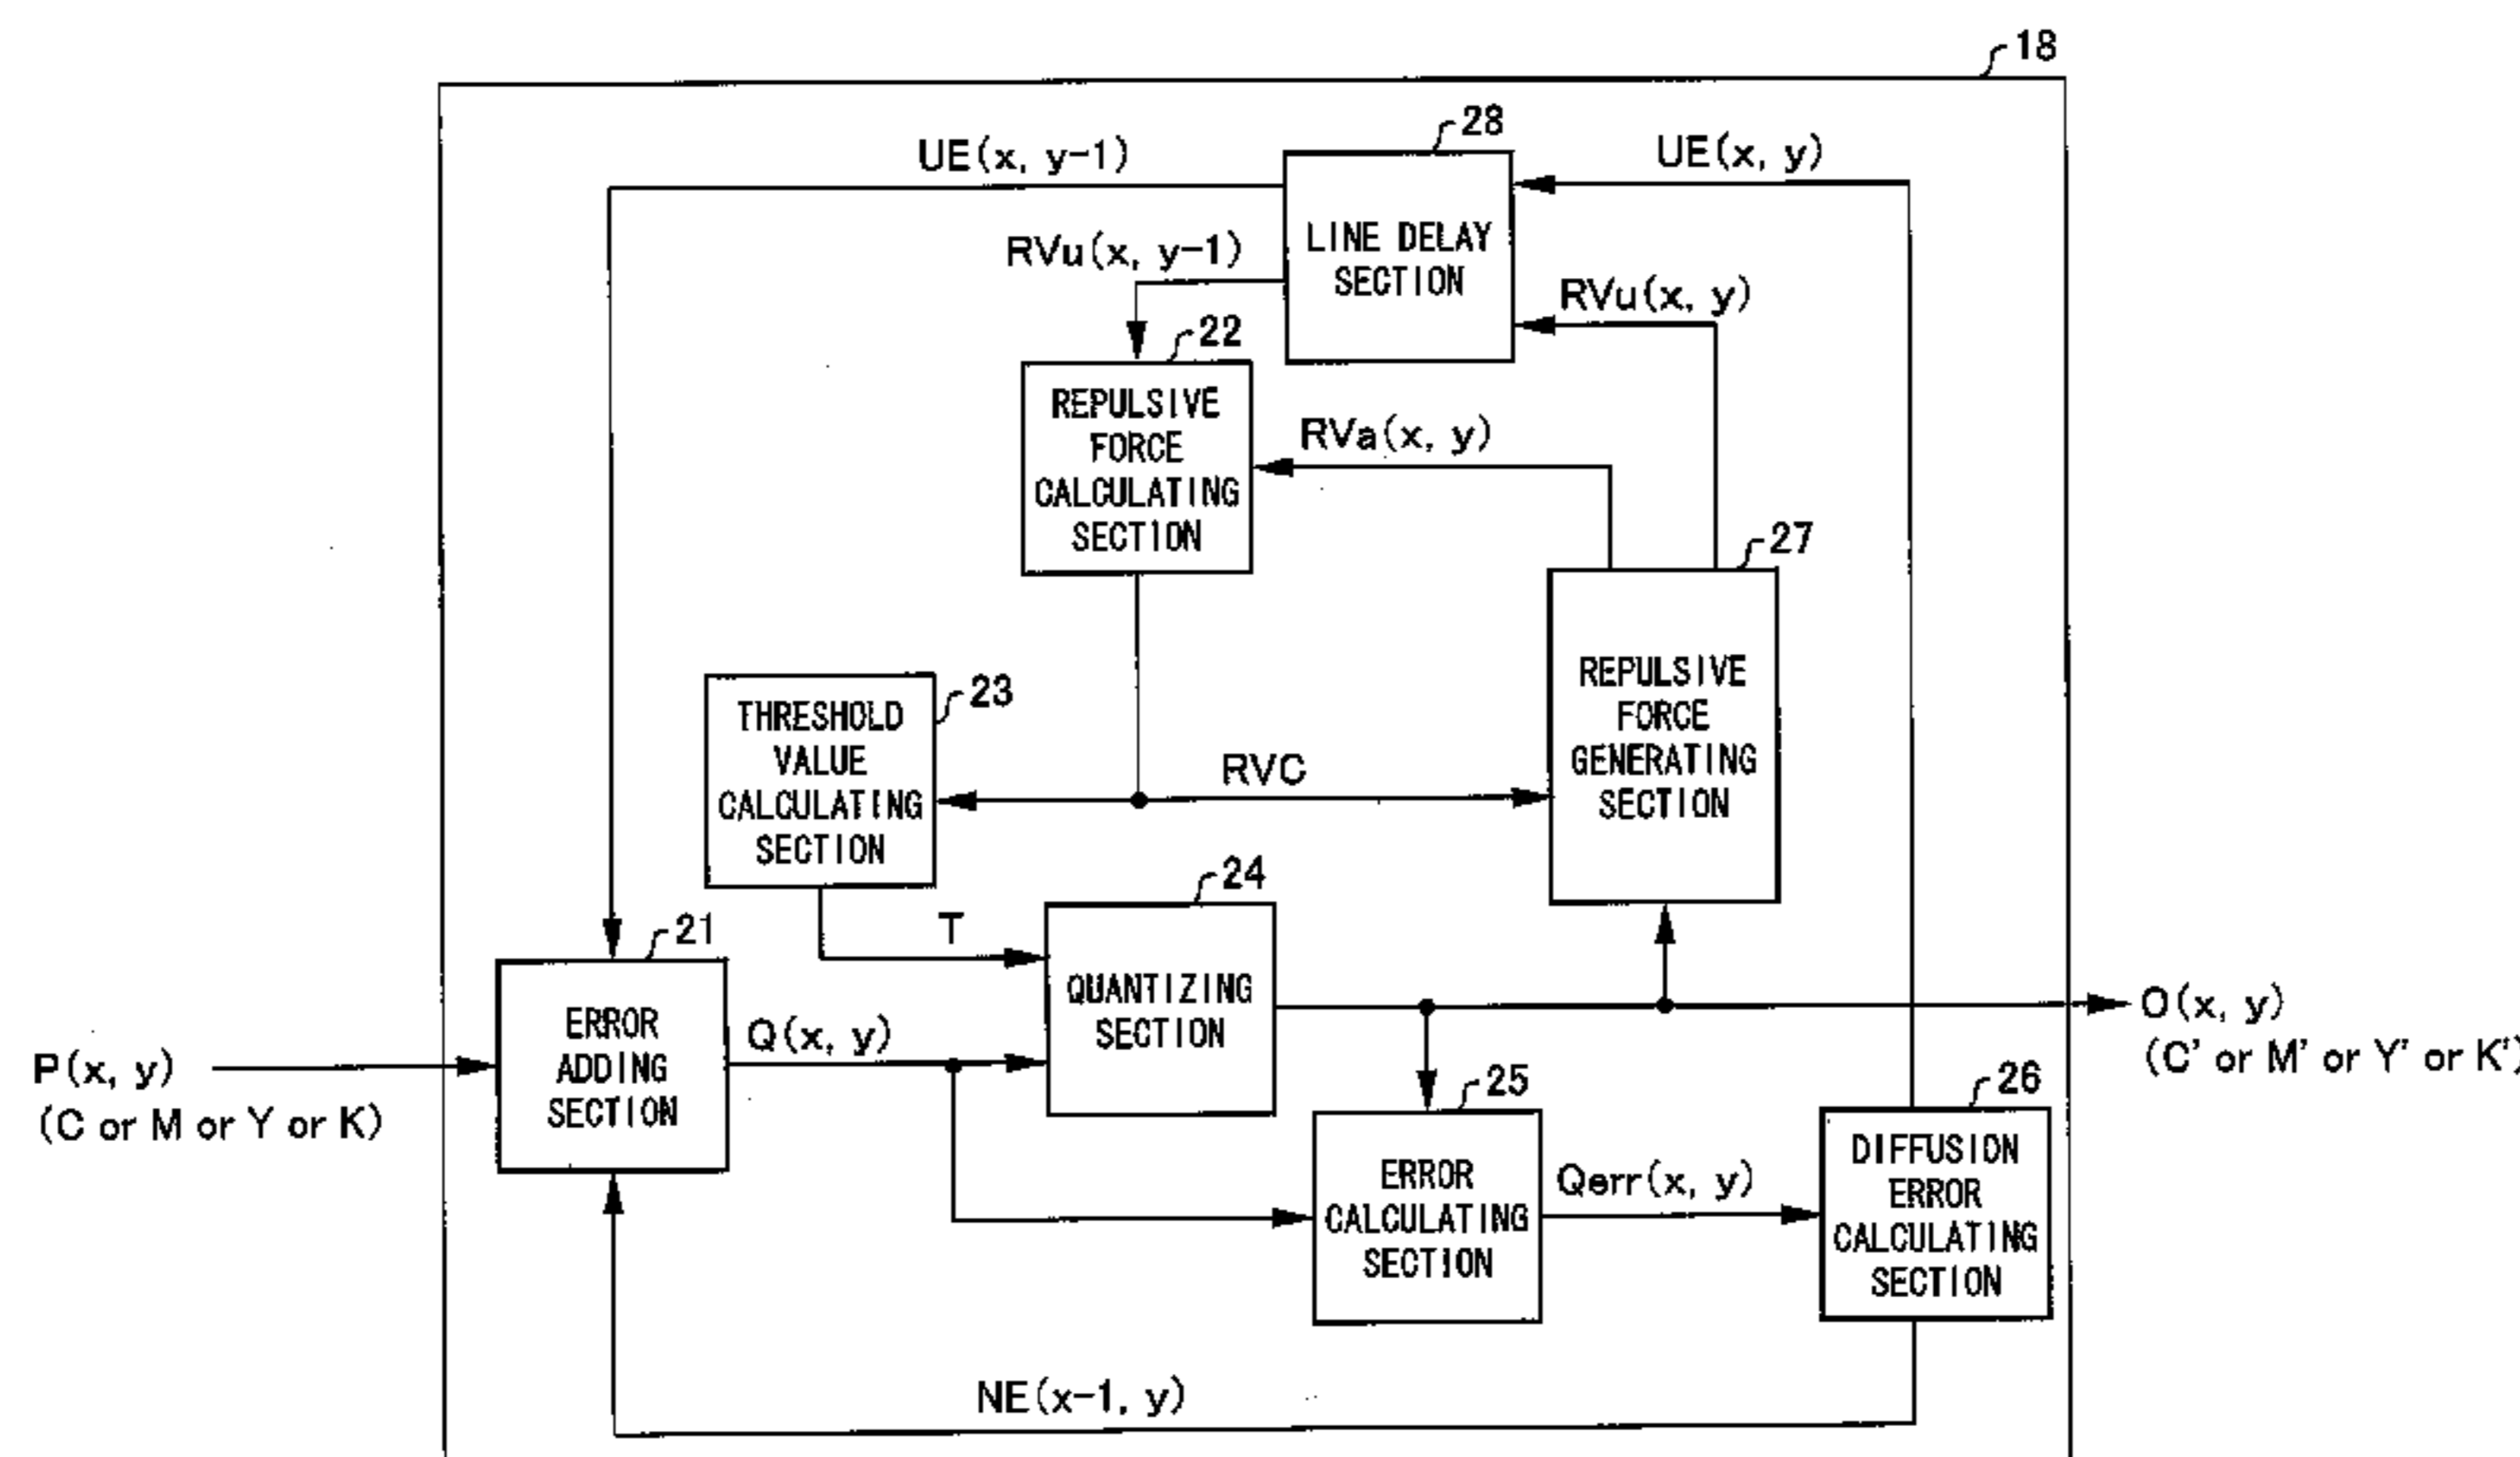 18
28
UE(x, y-1)
UE(x, y)
LINE DELAY
SECTION
RVu(x, y-1)
RVu(x, y)
22
REPULSIVE
FORCE
CALCULATING
SECTION
RVa(x, y)
27
REPULSIVE
FORCE
GENERATING
SECTION
23
THRESHOLD
VALUE
CALCULATING
SECTION
RVC
24
T
QUANTIZING
SECTION
21
ERROR
ADDING
SECTION
Q(x, y)
P(x, y)
(C or M or Y or K)
O(x, y)
(C' or M' or Y' or K')
25
ERROR
CALCULATING
SECTION
Qerr(x, y)
26
DIFFUSION
ERROR
CALCULATING
SECTION
NE(x-1, y)